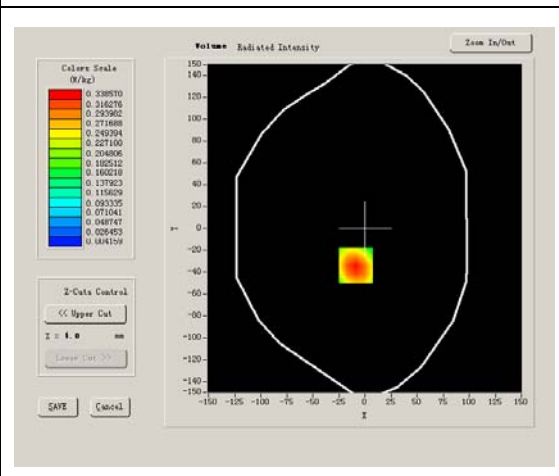 Volume Radiated Intensity
Zoom In/Out
Colors Scale
(W/kg)
0.338570
0.316276
0.293982
0.271688
0.249394
0.227100
0.204806
0.182512
0.160218
0.137923
0.115629
0.093335
0.071041
0.048747
0.026453
0.004159
150
140
120
100
80
60
40
20
0
-20
-40
-60
-80
-100
-120
-140
-150
Y
-150 -125 -100 -75 -50 -25 0 25 50 75 100 125 150
X
Z-Cuts Control
<< Upper Cut
Z = 4.0 mm
Lower Cut >>
SAVE Cancel